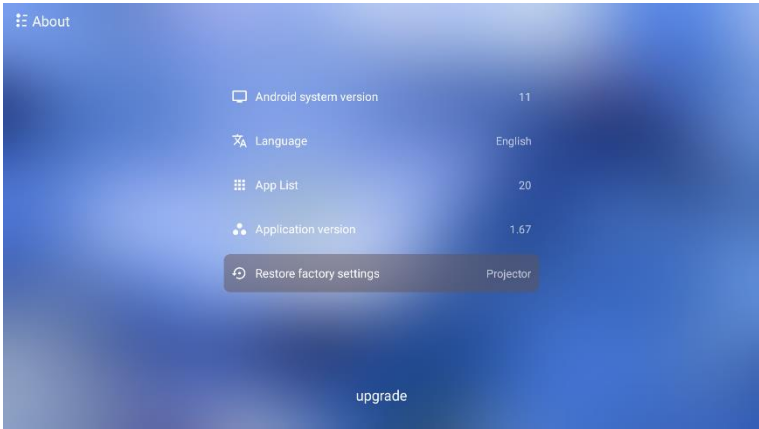 About
Android system version 11
Language English
App List 20
Application version 1.67
Restore factory settings Projector
upgrade